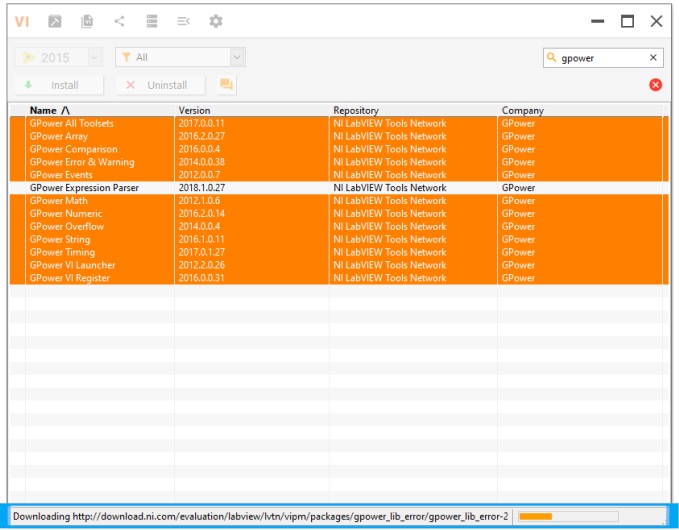 VI
2015 All gpower
Install Uninstall
Name /\ Version Repository Company
GPower All Toolsets 2017.0.0.11 NI LabVIEW Tools Network GPower
GPower Array 2016.2.0.27 NI LabVIEW Tools Network GPower
GPower Comparison 2016.0.0.4 NI LabVIEW Tools Network GPower
GPower Error & Warning 2014.0.0.38 NI LabVIEW Tools Network GPower
GPower Events 2012.0.0.7 NI LabVIEW Tools Network GPower
GPower Expression Parser 2018.1.0.27 NI LabVIEW Tools Network GPower
GPower Math 2012.1.0.6 NI LabVIEW Tools Network GPower
GPower Numeric 2016.2.0.14 NI LabVIEW Tools Network GPower
GPower Overflow 2014.0.0.4 NI LabVIEW Tools Network GPower
GPower String 2016.1.0.11 NI LabVIEW Tools Network GPower
GPower Timing 2017.0.1.27 NI LabVIEW Tools Network GPower
GPower VI Launcher 2012.2.0.26 NI LabVIEW Tools Network GPower
GPower VI Register 2016.0.0.31 NI LabVIEW Tools Network GPower
Downloading http://download.ni.com/evaluation/labview/lvtn/vipm/packages/gpower_lib_error/gpower_lib_error-2